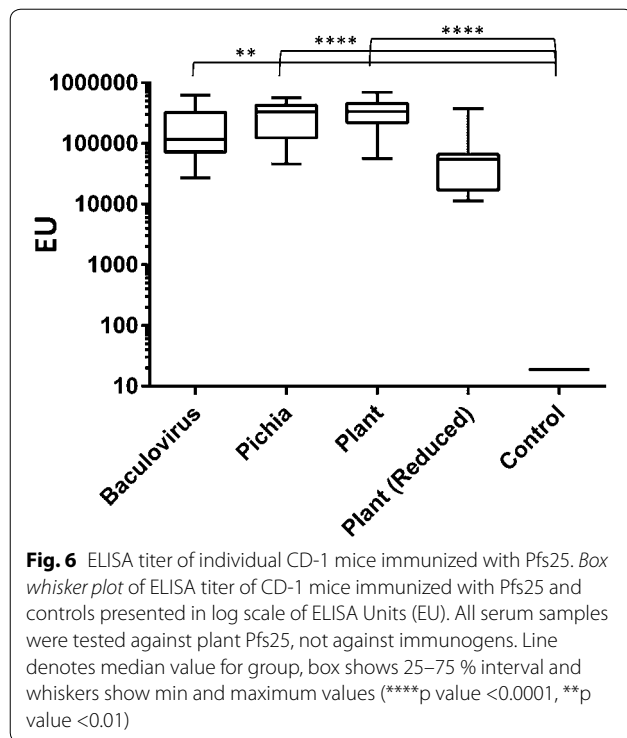 **
****
****
1000000
100000
10000
1000
100
10
EU
Baculovirus
Pichia
Plant
Plant (Reduced)
Control
Fig. 6 ELISA titer of individual CD-1 mice immunized with Pfs25. Box
whisker plot of ELISA titer of CD-1 mice immunized with Pfs25 and
controls presented in log scale of ELISA Units (EU). All serum samples
were tested against plant Pfs25, not against immunogens. Line
denotes median value for group, box shows 25–75 % interval and
whiskers show min and maximum values (****p value <0.0001, **p
value <0.01)